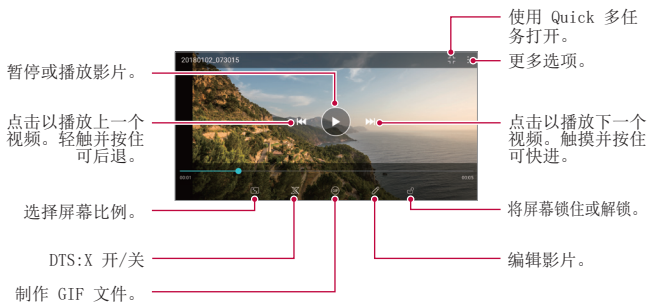 使用 Quick 多任
务打开。
更多选项。
20180102_073015
暂停或播放影片。
点击以播放上一个
视频。轻触并按住
可后退。
点击以播放下一个
视频。触摸并按住
可快进。
00:01
00:05
选择屏幕比例。
将屏幕锁住或解锁。
DTS:X 开/关
编辑影片。
制作 GIF 文件。